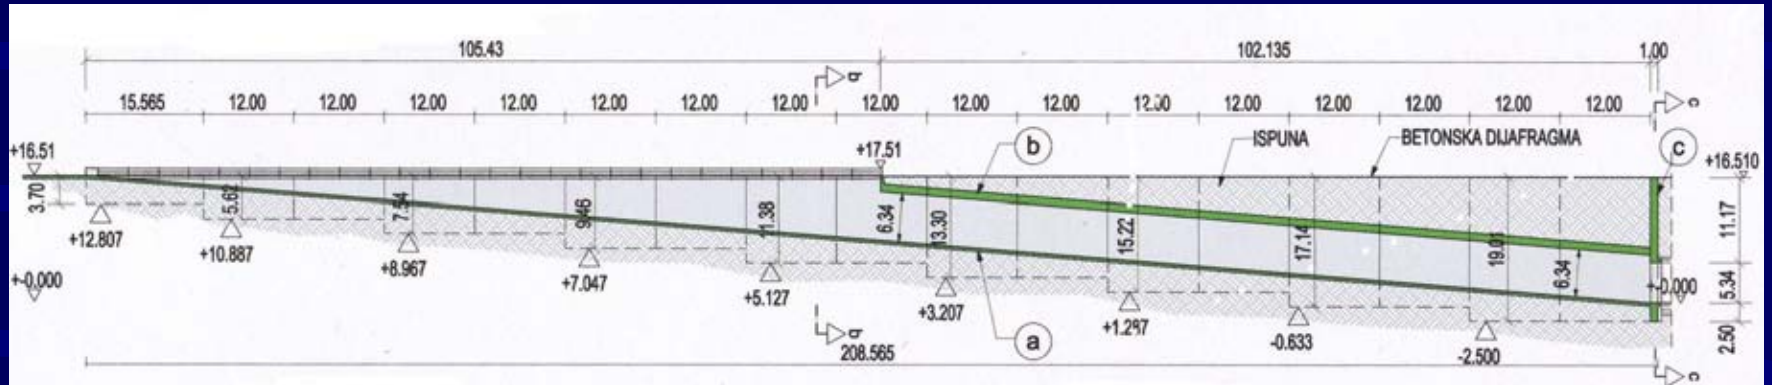 105.43 102.135 1.00
b
15.565 12.00 12.00 12.00 12.00 12.00 12.00 12.00 12.00 12.00 12.00 12.00 12.00 12.00 12.00 12.00 12.00
c
+16.51 +17.51 b ISPUNA BETONSKA DIJAFRAGMA c +16.510
3.70 5.62 7.54 9.46 11.38 6.34 13.30 15.22 17.14 19.01 6.34 11.17
+12.807 +10.887 +8.967 +7.047 +5.127 +3.207 +1.287 -0.633 -2.500
+-0.000 +-0.000 5.34
2.50
b
a
208.565
c